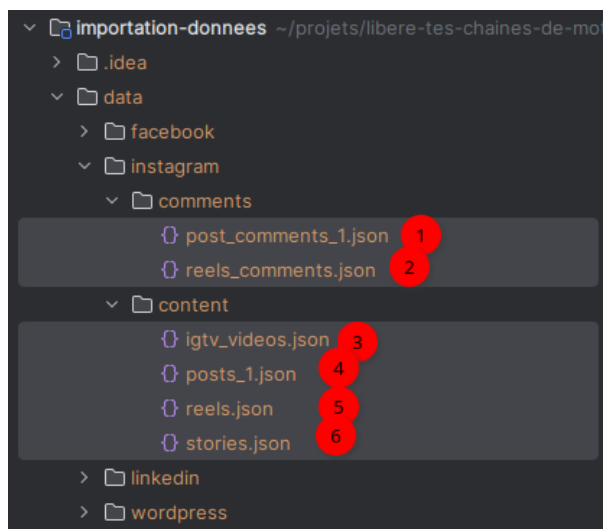 importation-donnees ~/projets/libere-tes-chaines-de-mot
.idea
data
facebook
instagram
comments
{} post_comments_1.json 1
{} reels_comments.json 2
content
{} igtv_videos.json 3
{} posts_1.json 4
{} reels.json 5
{} stories.json 6
linkedin
wordpress